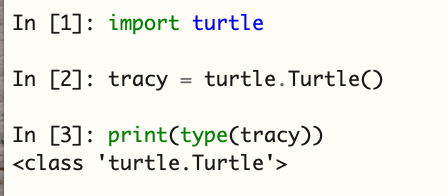 In [1]: import turtle
In [2]: tracy = turtle.Turtle()
In [3]: print(type(tracy))
<class 'turtle.Turtle'>